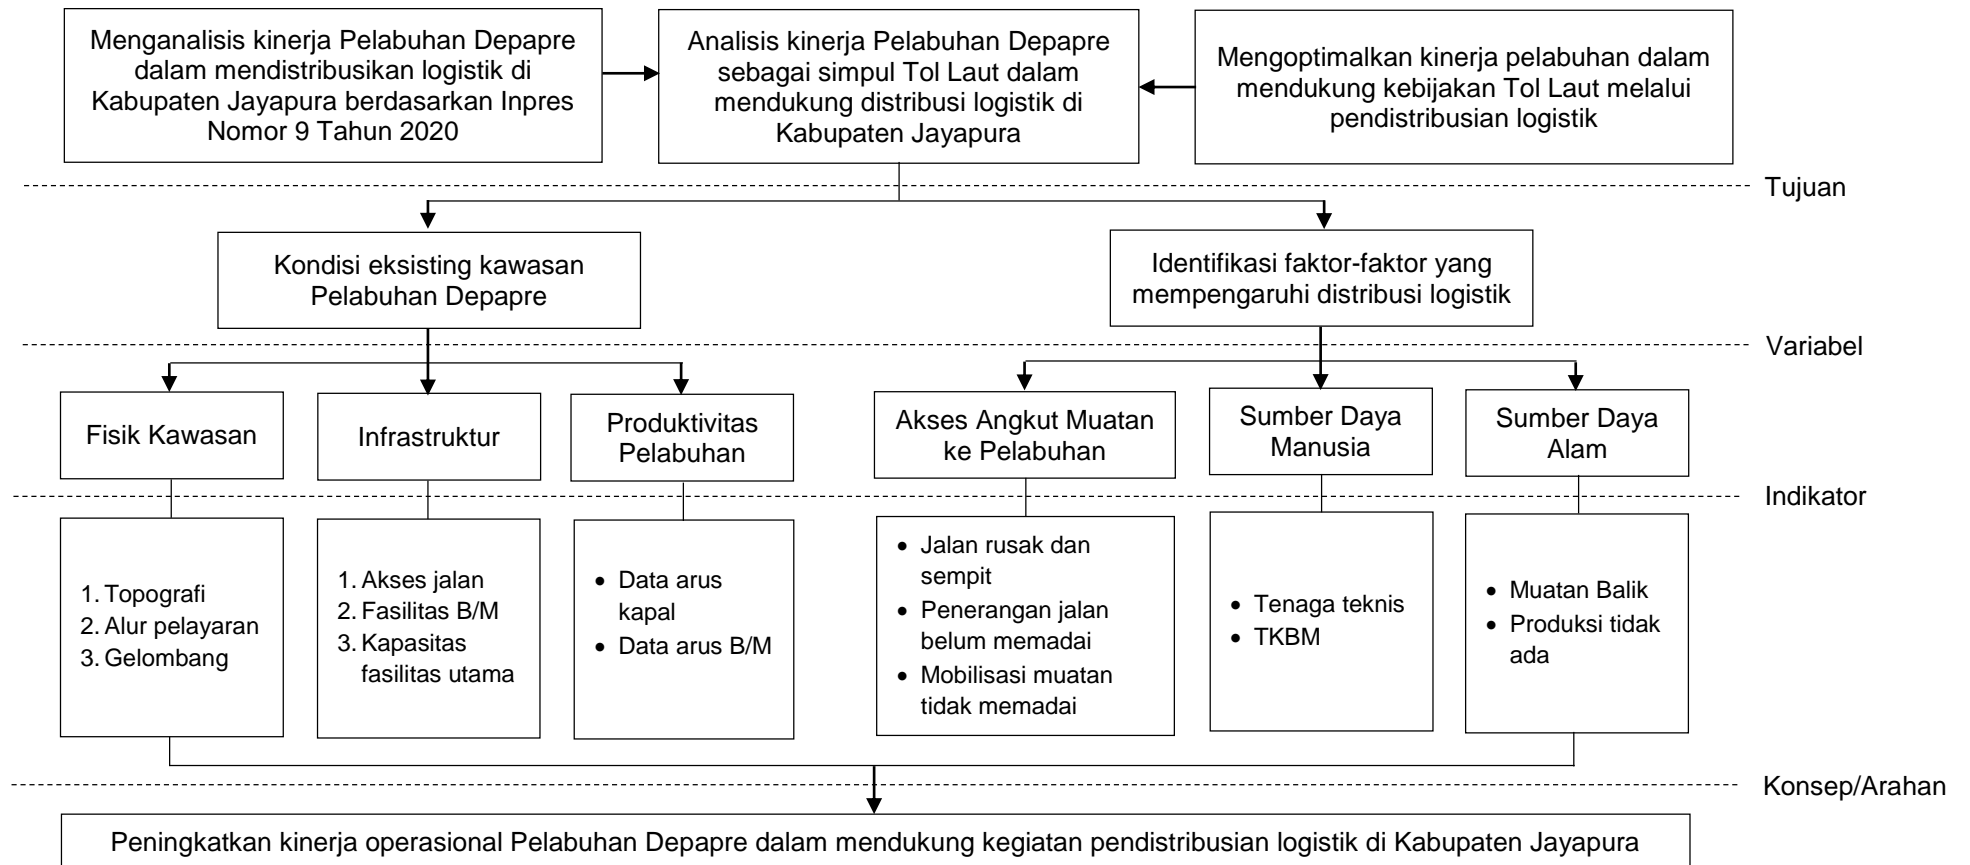 Menganalisis kinerja Pelabuhan Depapre
dalam mendistribusikan logistik di
Kabupaten Jayapura berdasarkan Inpres
Nomor 9 Tahun 2020
Analisis kinerja Pelabuhan Depapre
sebagai simpul Tol Laut dalam
mendukung distribusi logistik di
Kabupaten Jayapura
Mengoptimalkan kinerja pelabuhan dalam
mendukung kebijakan Tol Laut melalui
pendistribusian logistik
Tujuan
Kondisi eksisting kawasan
Pelabuhan Depapre
Identifikasi faktor-faktor yang
mempengaruhi distribusi logistik
Variabel
Fisik Kawasan
Infrastruktur
Produktivitas
Pelabuhan
Akses Angkut Muatan
ke Pelabuhan
Sumber Daya
Manusia
Sumber Daya
Alam
Indikator
1. Topografi
2. Alur pelayaran
3. Gelombang
1. Akses jalan
2. Fasilitas B/M
3. Kapasitas
fasilitas utama
• Data arus
kapal
• Data arus B/M
• Jalan rusak dan
sempit
• Penerangan jalan
belum memadai
• Mobilisasi muatan
tidak memadai
• Tenaga teknis
• TKBM
• Muatan Balik
• Produksi tidak
ada
Konsep/Arahan
Peningkatkan kinerja operasional Pelabuhan Depapre dalam mendukung kegiatan pendistribusian logistik di Kabupaten Jayapura